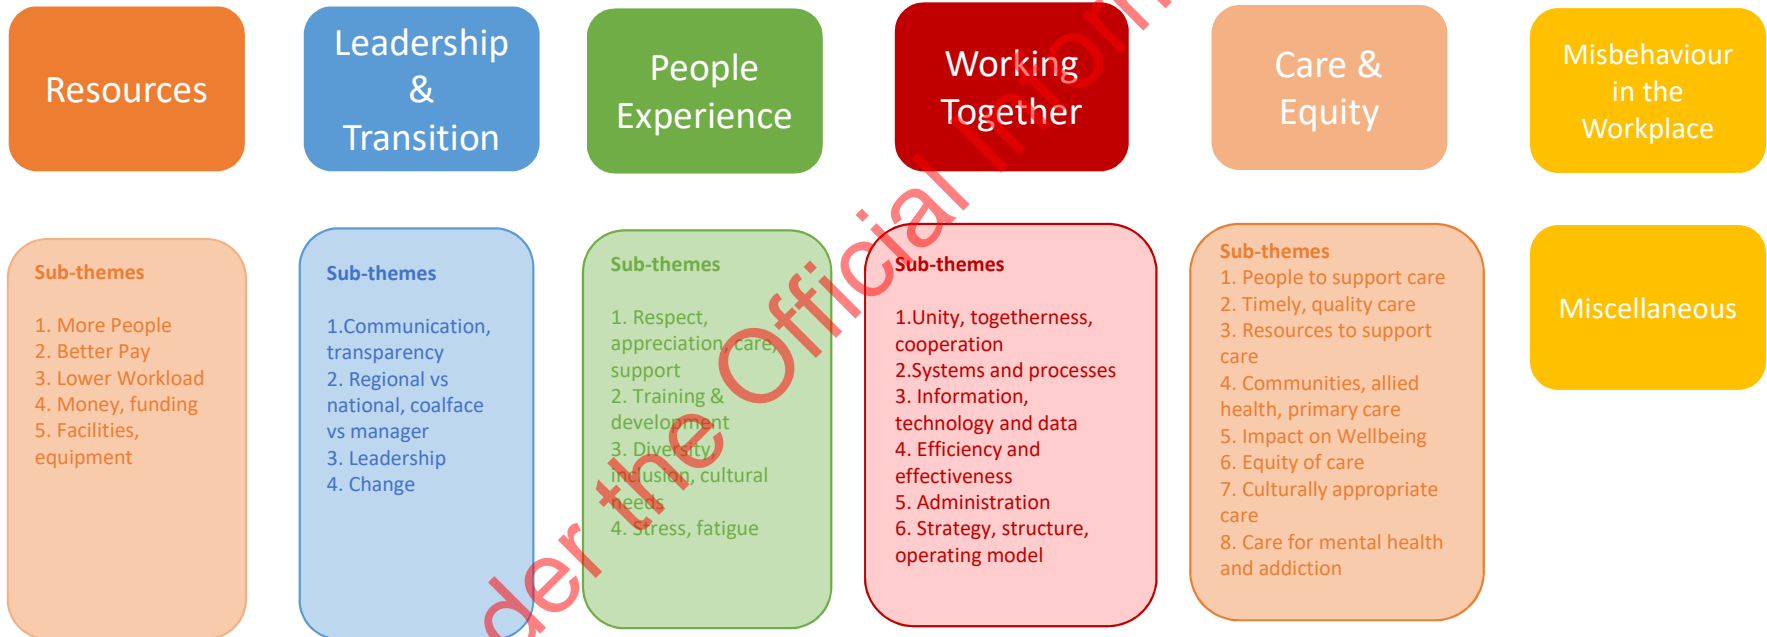 Resources
Leadership
&
Transition
People
Experience
Working
Together
Care &
Equity
Misbehaviour
in the
Workplace
Sub-themes
1. More People
2. Better Pay
3. Lower Workload
4. Money, funding
5. Facilities,
equipment
Sub-themes
1.Communication,
transparency
2. Regional vs
national, coalface
vs manager
3. Leadership
4. Change
Sub-themes
1. Respect,
appreciation, care,
support
2. Training &
development
3. Diversity,
inclusion, cultural
needs
4. Stress, fatigue
Sub-themes
1.Unity, togetherness,
cooperation
2.Systems and processes
3. Information,
technology and data
4. Efficiency and
effectiveness
5. Administration
6. Strategy, structure,
operating model
Sub-themes
1. People to support care
2. Timely, quality care
3. Resources to support
care
4. Communities, allied
health, primary care
5. Impact on Wellbeing
6. Equity of care
7. Culturally appropriate
care
8. Care for mental health
and addiction
Miscellaneous
the Official